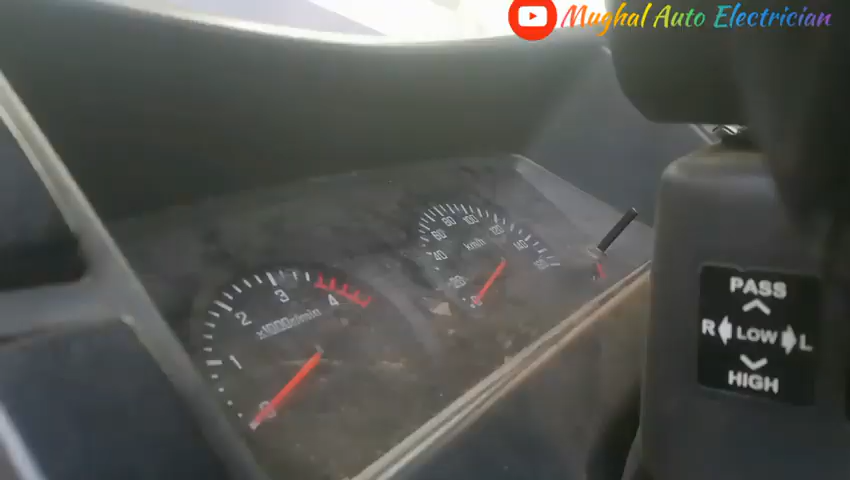 Mughal Auto Electrician
60 80 100 120 140
40 km/h
20
0
1 2 3 4
x1000r/min
0
PASS
R LOW L
HIGH